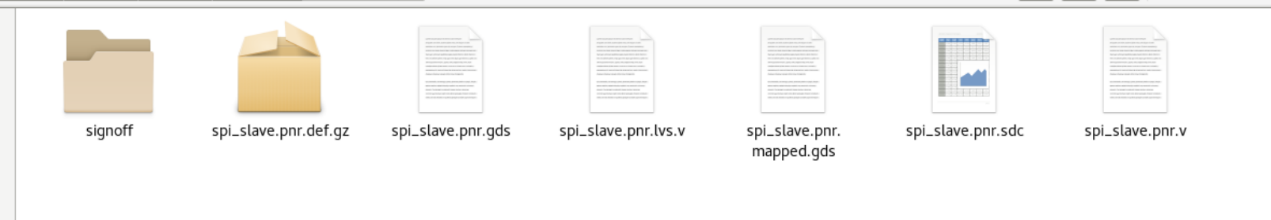 signoff
spi_slave.pnr.def.gz
spi_slave.pnr.gds
spi_slave.pnr.lvs.v
spi_slave.pnr.
mapped.gds
spi_slave.pnr.sdc
spi_slave.pnr.v